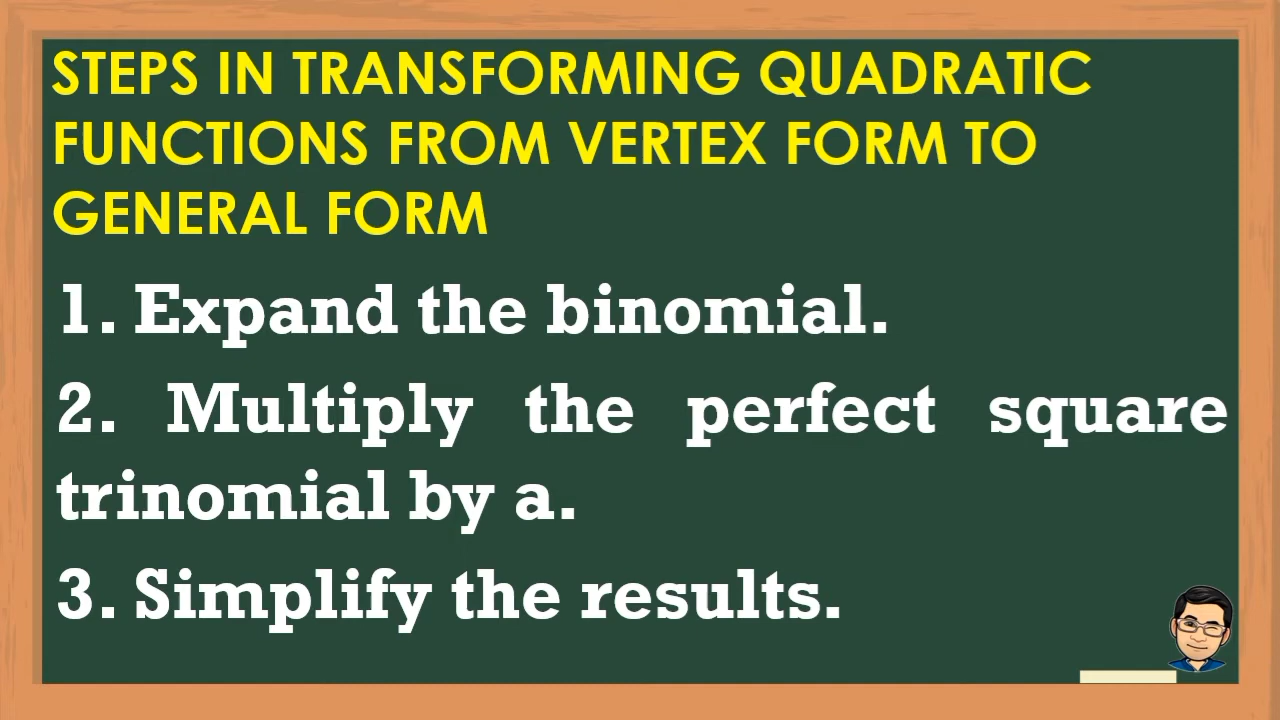 STEPS IN TRANSFORMING QUADRATIC
FUNCTIONS FROM VERTEX FORM TO
GENERAL FORM
1. Expand the binomial.
2. Multiply the perfect square
trinomial by a.
3. Simplify the results.